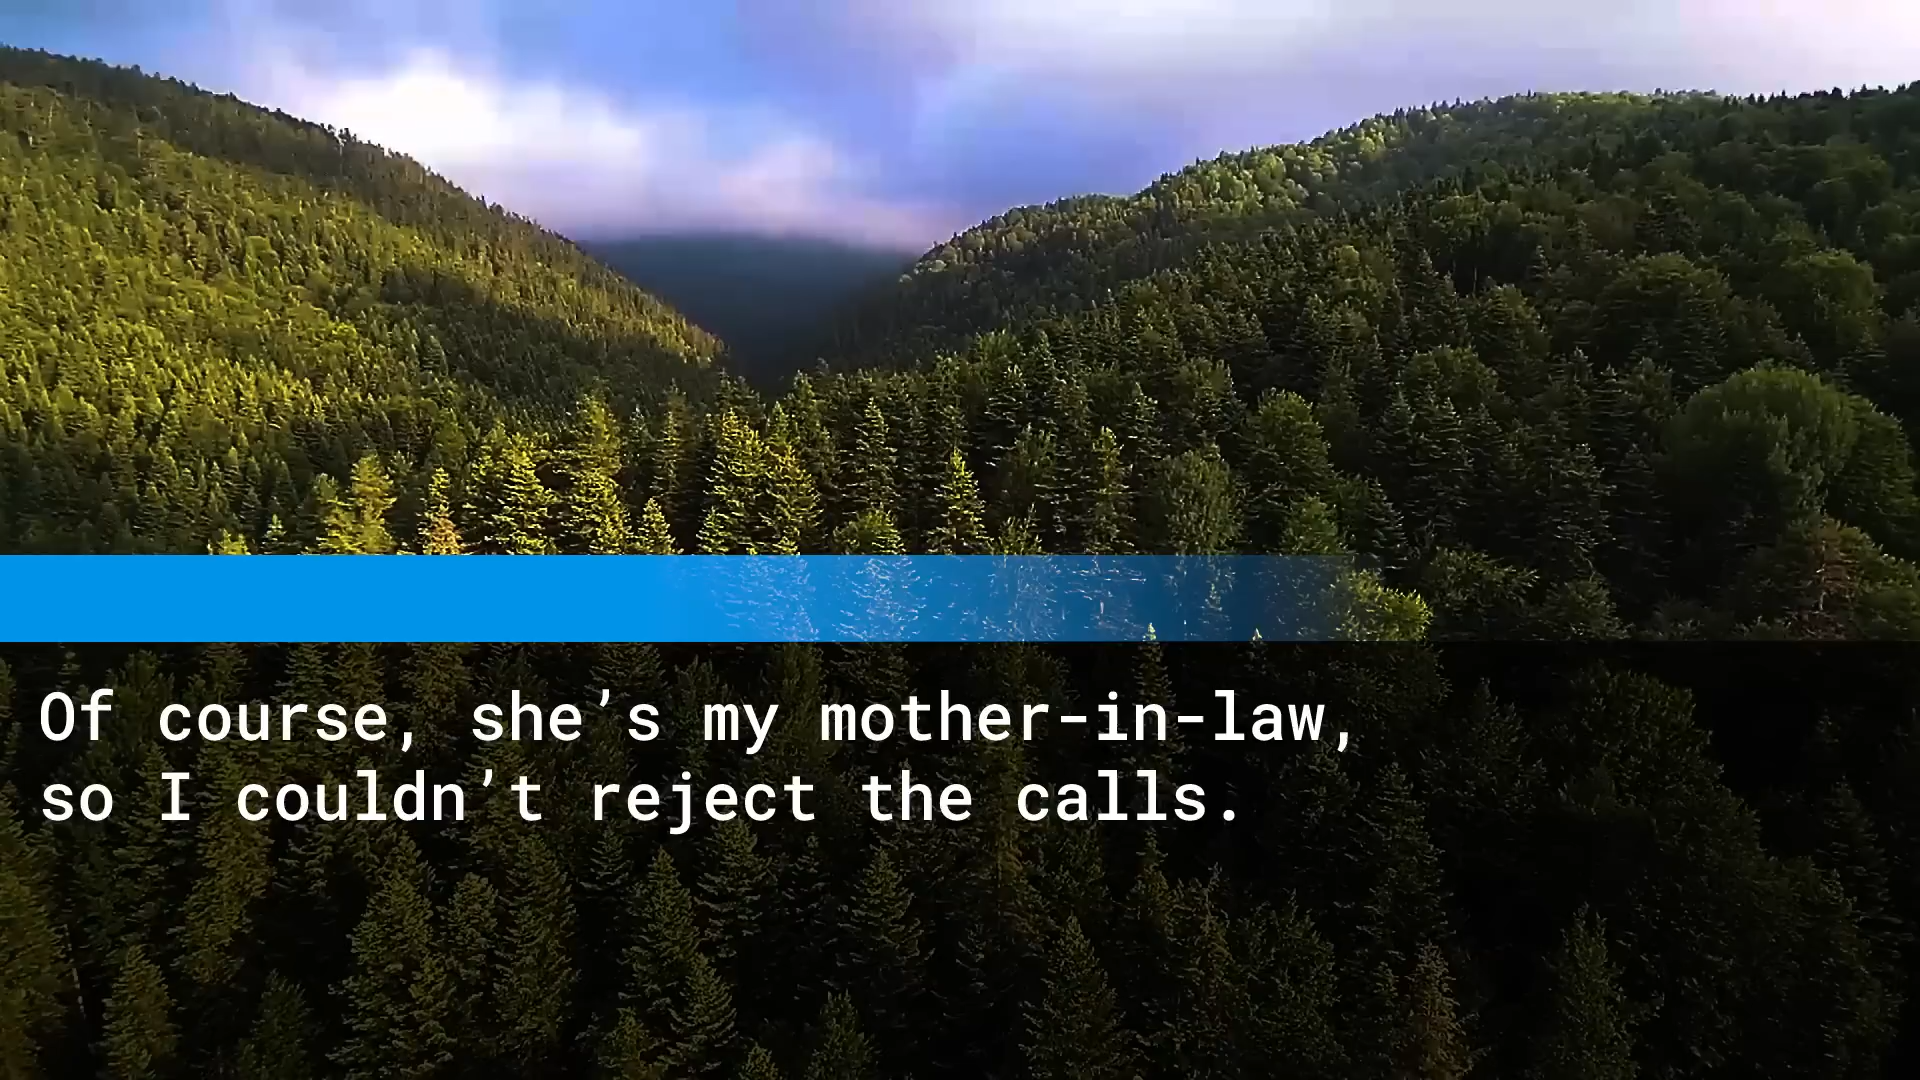 Of course, she’s my mother-in-law,
so I couldn’t reject the calls.